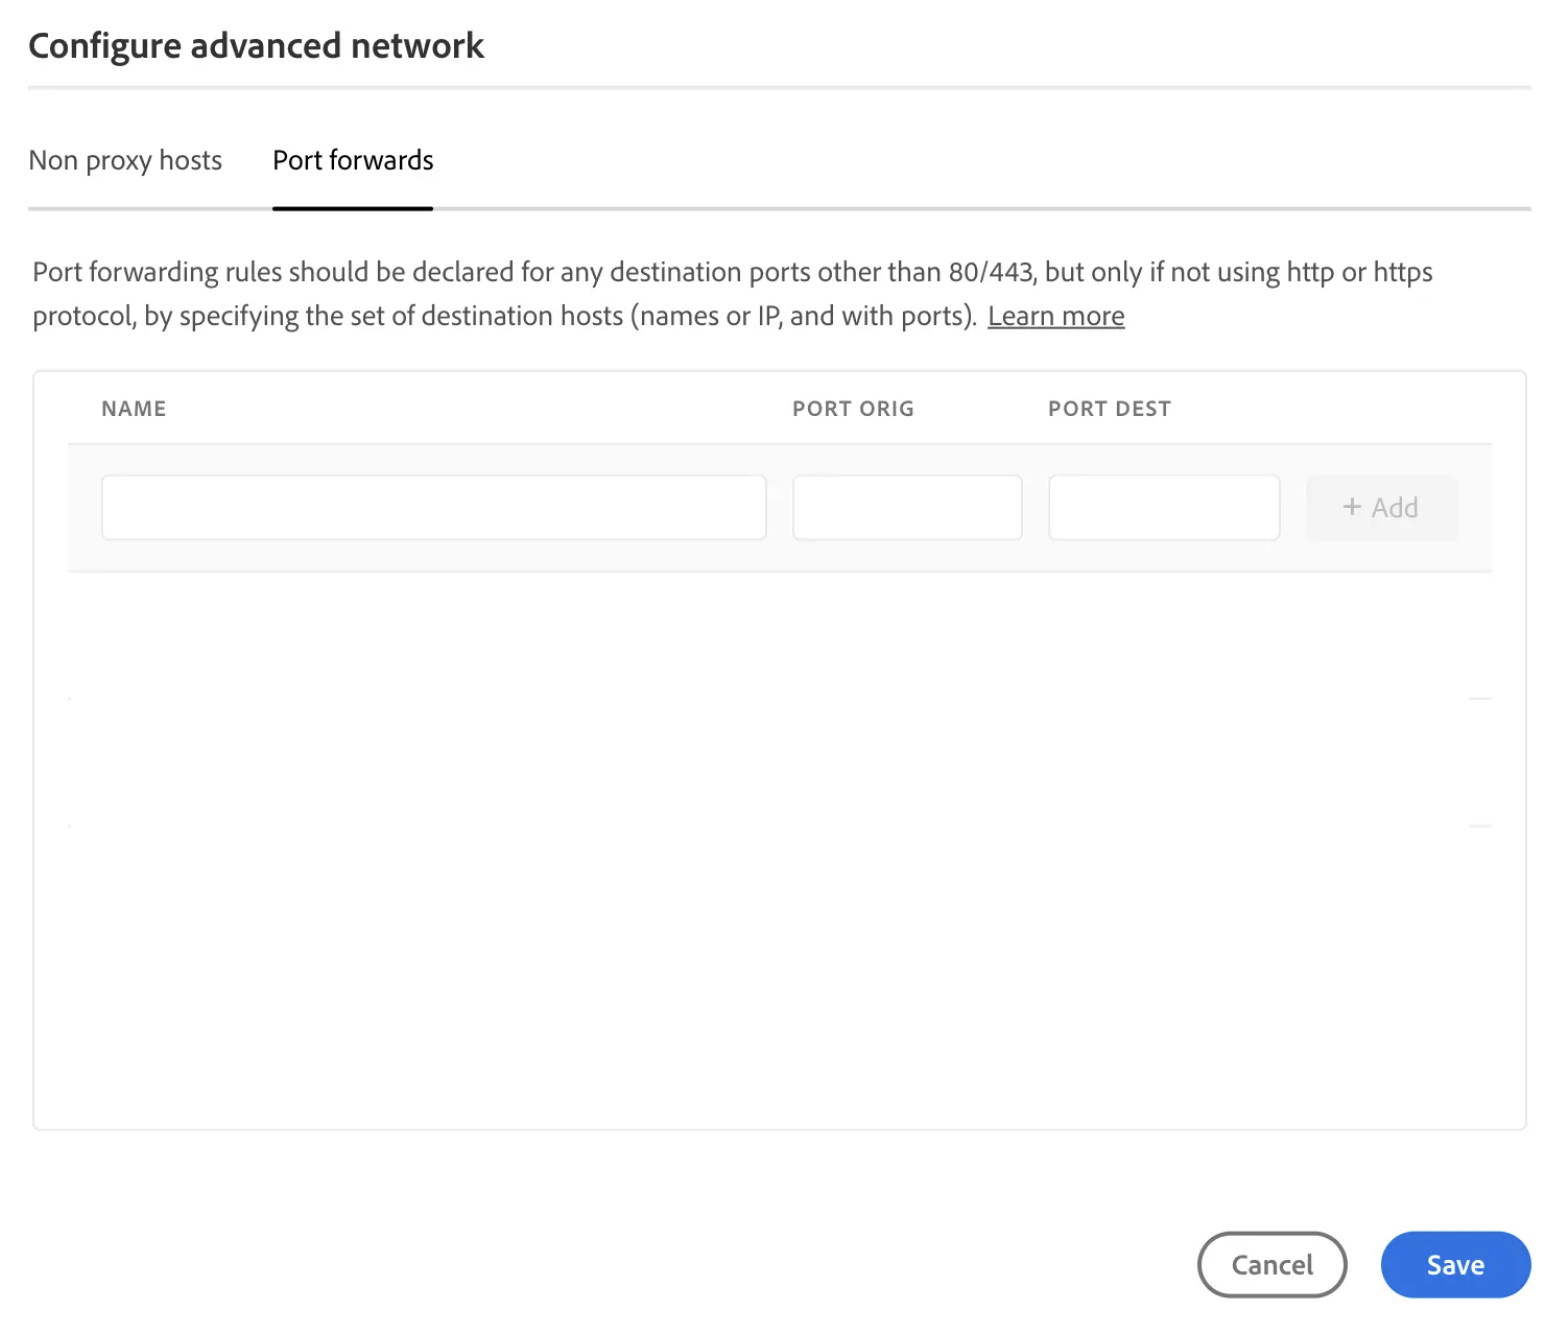 Configure advanced network
Non proxy hosts Port forwards
Port forwarding rules should be declared for any destination ports other than 80/443, but only if not using http or https
protocol, by specifying the set of destination hosts (names or IP, and with ports). Learn more
NAME PORT ORIG PORT DEST
+ Add
Cancel Save